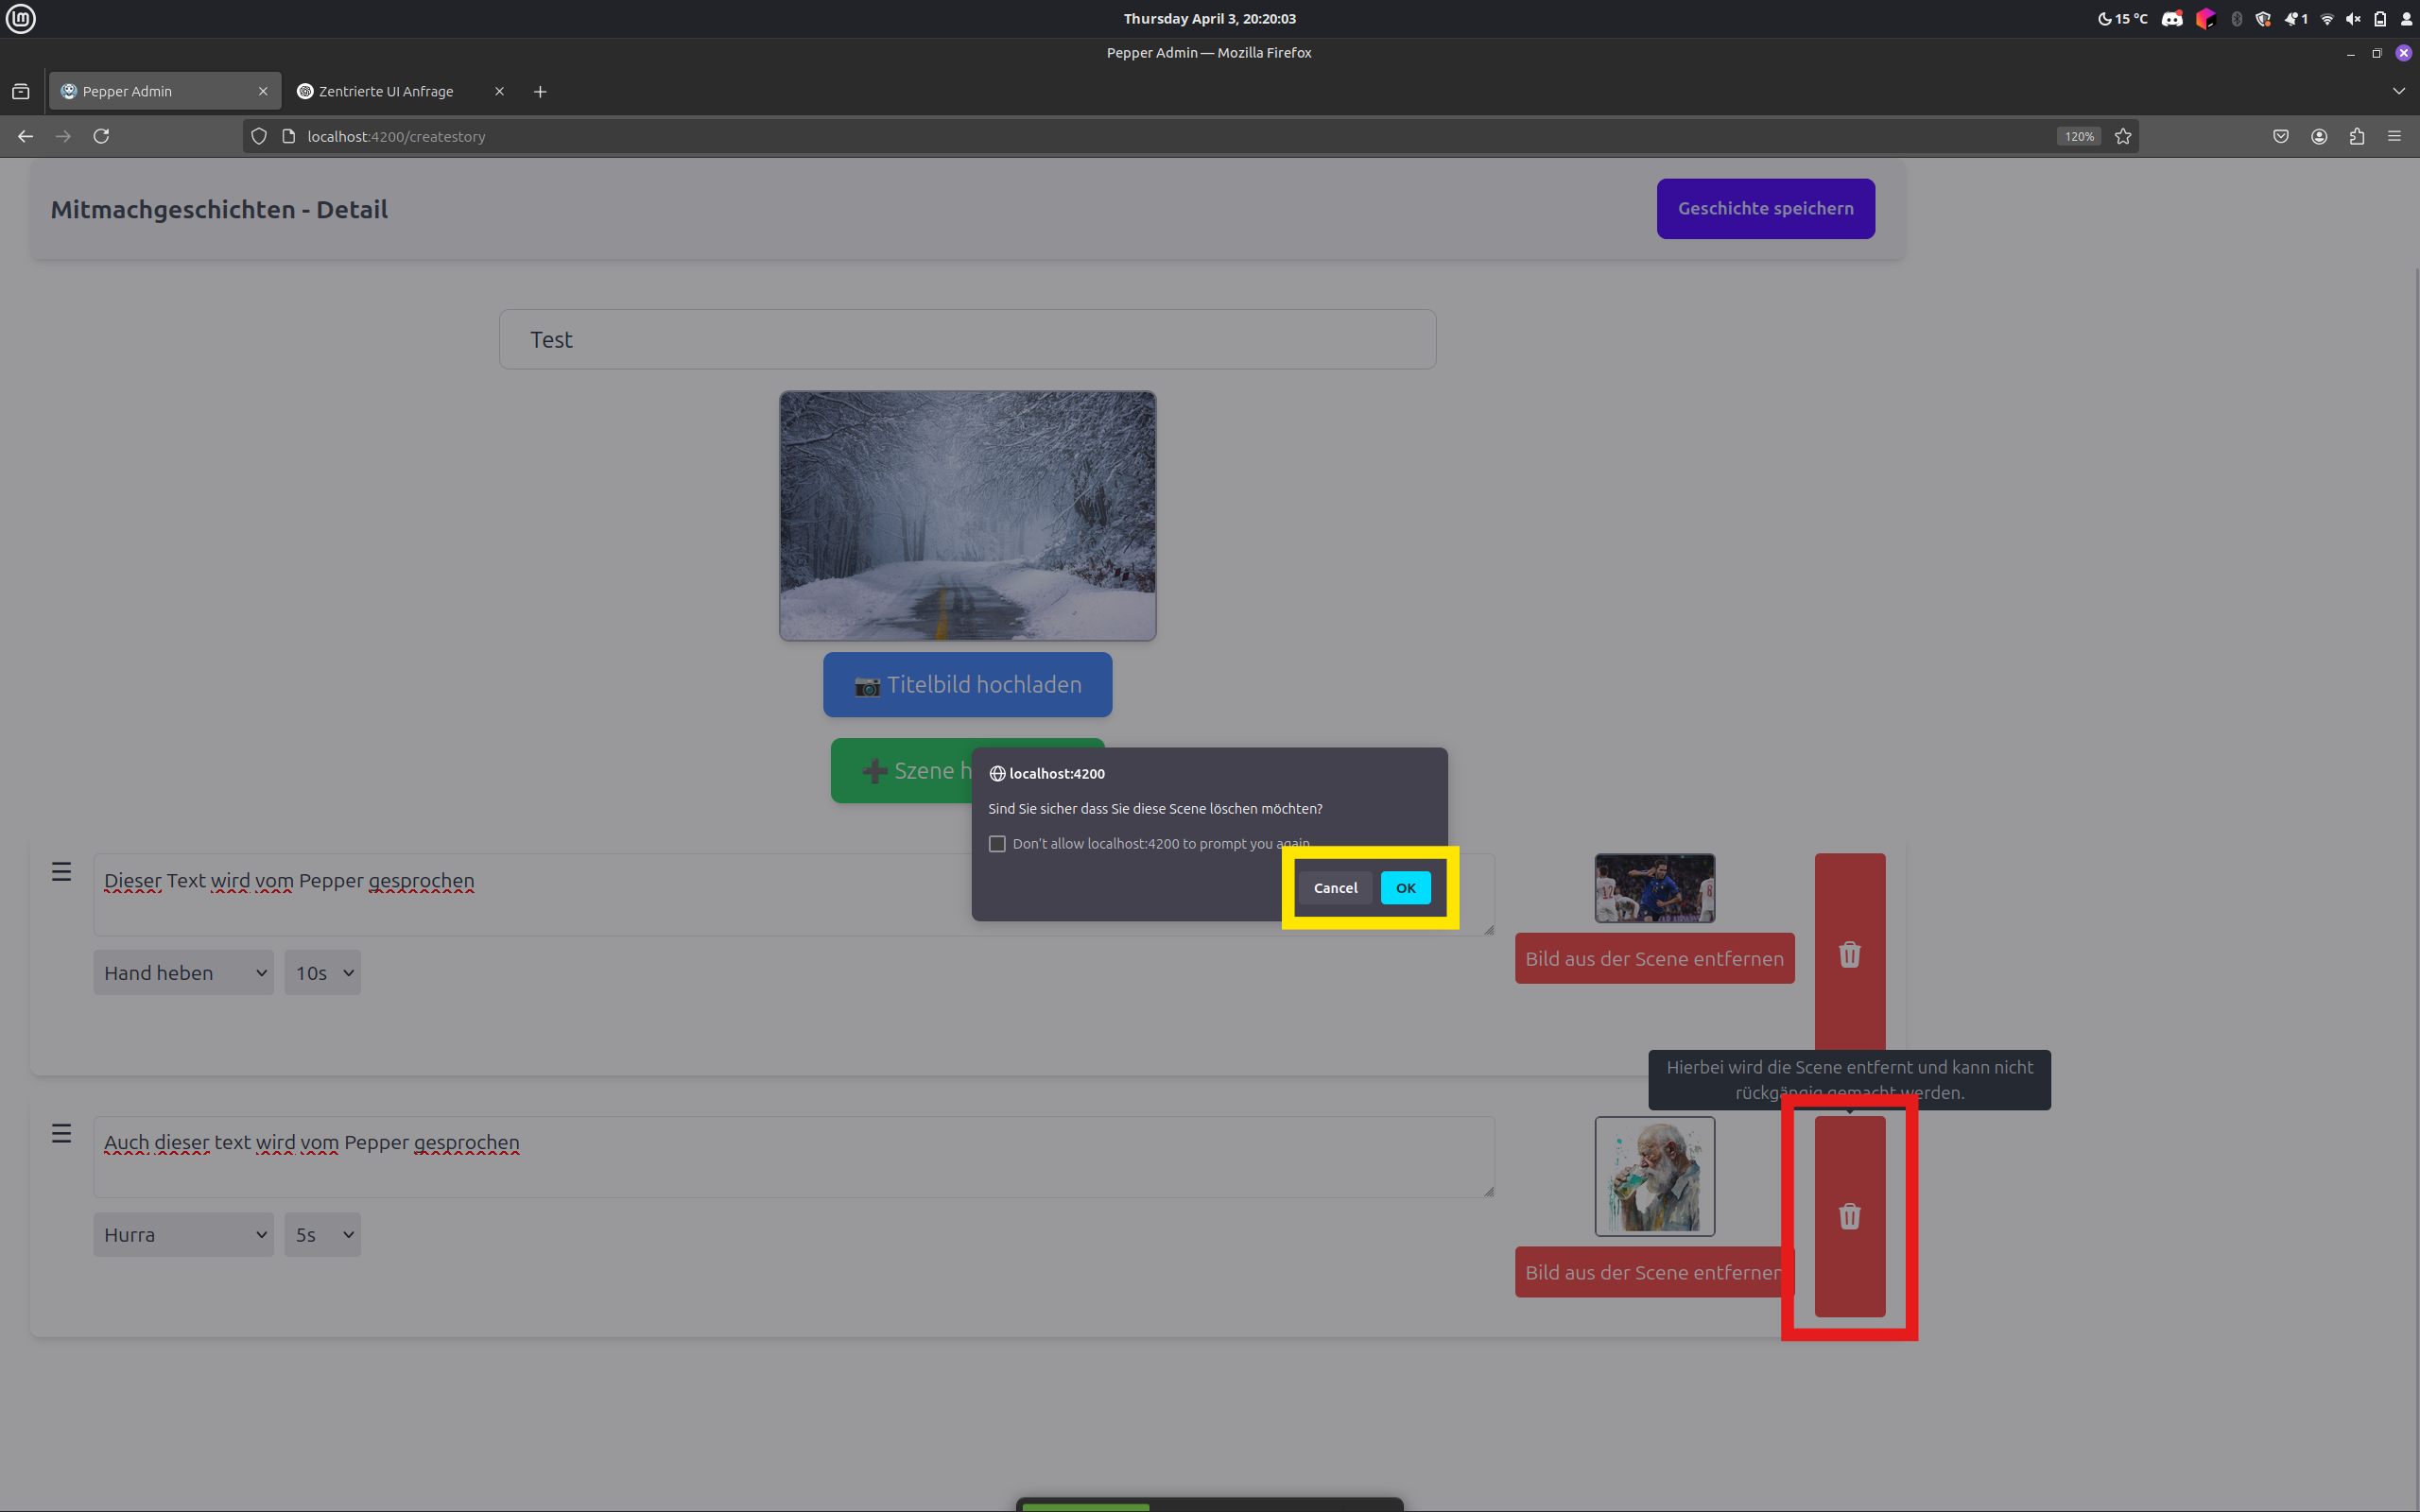 Thursday April 3, 20:20:03
15 °C
1
Pepper Admin — Mozilla Firefox
Pepper Admin
Zentrierte UI Anfrage
localhost:4200/createstory
120%
Mitmachgeschichten - Detail
Geschichte speichern
Test
Titelbild hochladen
Szene h
localhost:4200
Sind Sie sicher dass Sie diese Scene löschen möchten?
Don't allow localhost:4200 to prompt you again
Cancel
OK
Dieser Text wird vom Pepper gesprochen
Hand heben
10s
12
8
Bild aus der Scene entfernen
Hierbei wird die Scene entfernt und kann nicht
rückgängig gemacht werden.
Auch dieser text wird vom Pepper gesprochen
Hurra
5s
Bild aus der Scene entfernen